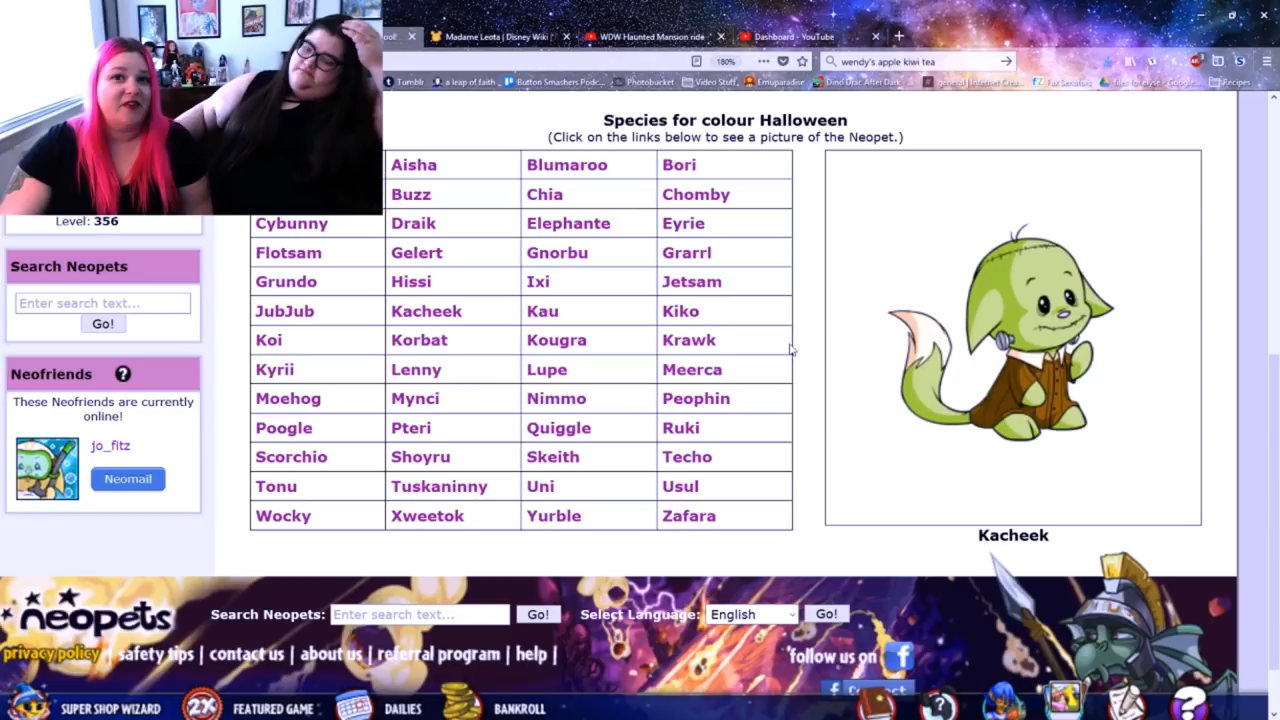 Madame Leota | Disney Wiki
WDW Haunted Mansion ride
Dashboard - YouTube
180%
wendy's apple kiwi tea
Tumblr
a leap of faith
Button Smashers Podc...
Photobucket
Video Stuff
Emuparadise
Dino Drac After Dark
Recipes
Level: 356
Search Neopets
Enter search text...
Go!
Neofriends ?
These Neofriends are currently
online!
jo_fitz
Neomail
Species for colour Halloween
(Click on the links below to see a picture of the Neopet.)
Aisha Blumaroo Bori
Buzz Chia Chomby
Cybunny Draik Elephante Eyrie
Flotsam Gelert Gnorbu Grarrl
Grundo Hissi Ixi Jetsam
JubJub Kacheek Kau Kiko
Koi Korbat Kougra Krawk
Kyrii Lenny Lupe Meerca
Moehog Mynci Nimmo Peophin
Poogle Pteri Quiggle Ruki
Scorchio Shoyru Skeith Techo
Tonu Tuskaninny Uni Usul
Wocky Xweetok Yurble Zafara
Kacheek
neopets
Search Neopets: Enter search text... Go! Select Language: English Go!
privacy policy | safety tips | contact us | about us | referral program | help |
follow us on f
SUPER SHOP WIZARD 2X FEATURED GAME DAILIES BANKROLL